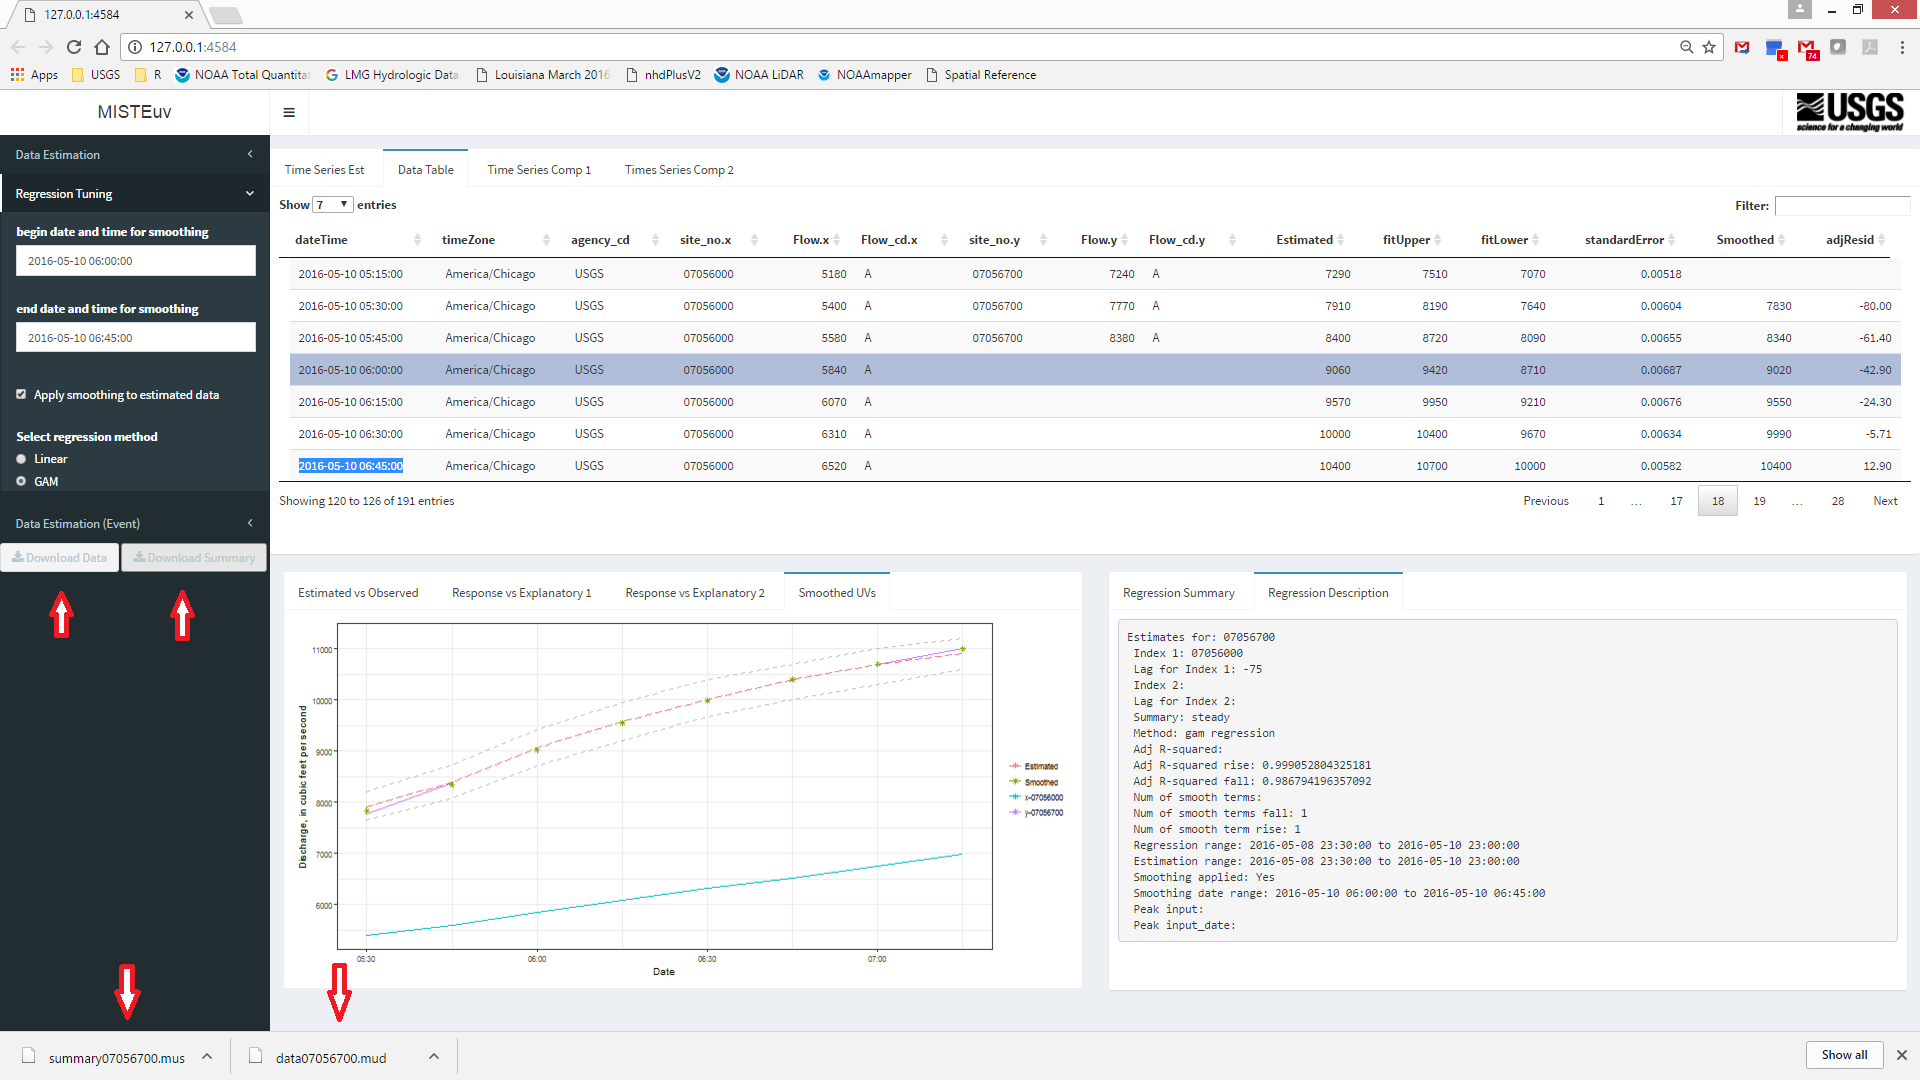 127.0.0.1:4584
127.0.0.1:4584
74
Apps USGS R NOAA Total Quantita LMG Hydrologic Data Louisiana March 2016 nhdPlusV2 NOAA LiDAR NOAAmapper Spatial Reference
MISTEuv
USGS
science for a changing world
Data Estimation
Regression Tuning
begin date and time for smoothing
2016-05-10 06:00:00
end date and time for smoothing
2016-05-10 06:45:00
Apply smoothing to estimated data
Select regression method
Linear
GAM
Data Estimation (Event)
Download Data Download Summary
Time Series Est Data Table Time Series Comp 1 Times Series Comp 2
Show 7 entries Filter:
dateTime timeZone agency_cd site_no.x Flow.x Flow_cd.x site_no.y Flow.y Flow_cd.y Estimated fitUpper fitLower standardError Smoothed adjResid
2016-05-10 05:15:00 America/Chicago USGS 07056000 5180 A 07056700 7240 A 7290 7510 7070 0.00518
2016-05-10 05:30:00 America/Chicago USGS 07056000 5400 A 07056700 7770 A 7910 8190 7640 0.00604 7830 -80.00
2016-05-10 05:45:00 America/Chicago USGS 07056000 5580 A 07056700 8380 A 8400 8720 8090 0.00655 8340 -61.40
2016-05-10 06:00:00 America/Chicago USGS 07056000 5840 A 9060 9420 8710 0.00687 9020 -42.90
2016-05-10 06:15:00 America/Chicago USGS 07056000 6070 A 9570 9950 9210 0.00676 9550 -24.30
2016-05-10 06:30:00 America/Chicago USGS 07056000 6310 A 10000 10400 9670 0.00634 9990 -5.71
2016-05-10 06:45:00 America/Chicago USGS 07056000 6520 A 10400 10700 10000 0.00582 10400 12.90
Showing 120 to 126 of 191 entries Previous 1 … 17 18 19 … 28 Next
Estimated vs Observed Response vs Explanatory 1 Response vs Explanatory 2 Smoothed UVs
11000
10000
9000
8000
7000
6000
Discharge, in cubic feet per second
05:30 06:00 06:30 07:00
Date
Estimated
Smoothed
x=07056000
y=07056700
Regression Summary Regression Description
Estimates for: 07056700
Index 1: 07056000
Lag for Index 1: -75
Index 2:
Lag for Index 2:
Summary: steady
Method: gam regression
Adj R-squared:
Adj R-squared rise: 0.999052804325181
Adj R-squared fall: 0.986794196357092
Num of smooth terms:
Num of smooth terms fall: 1
Num of smooth term rise: 1
Regression range: 2016-05-08 23:30:00 to 2016-05-10 23:00:00
Estimation range: 2016-05-08 23:30:00 to 2016-05-10 23:00:00
Smoothing applied: Yes
Smoothing date range: 2016-05-10 06:00:00 to 2016-05-10 06:45:00
Peak input:
Peak input_date:
summary07056700.mus data07056700.mud Show all